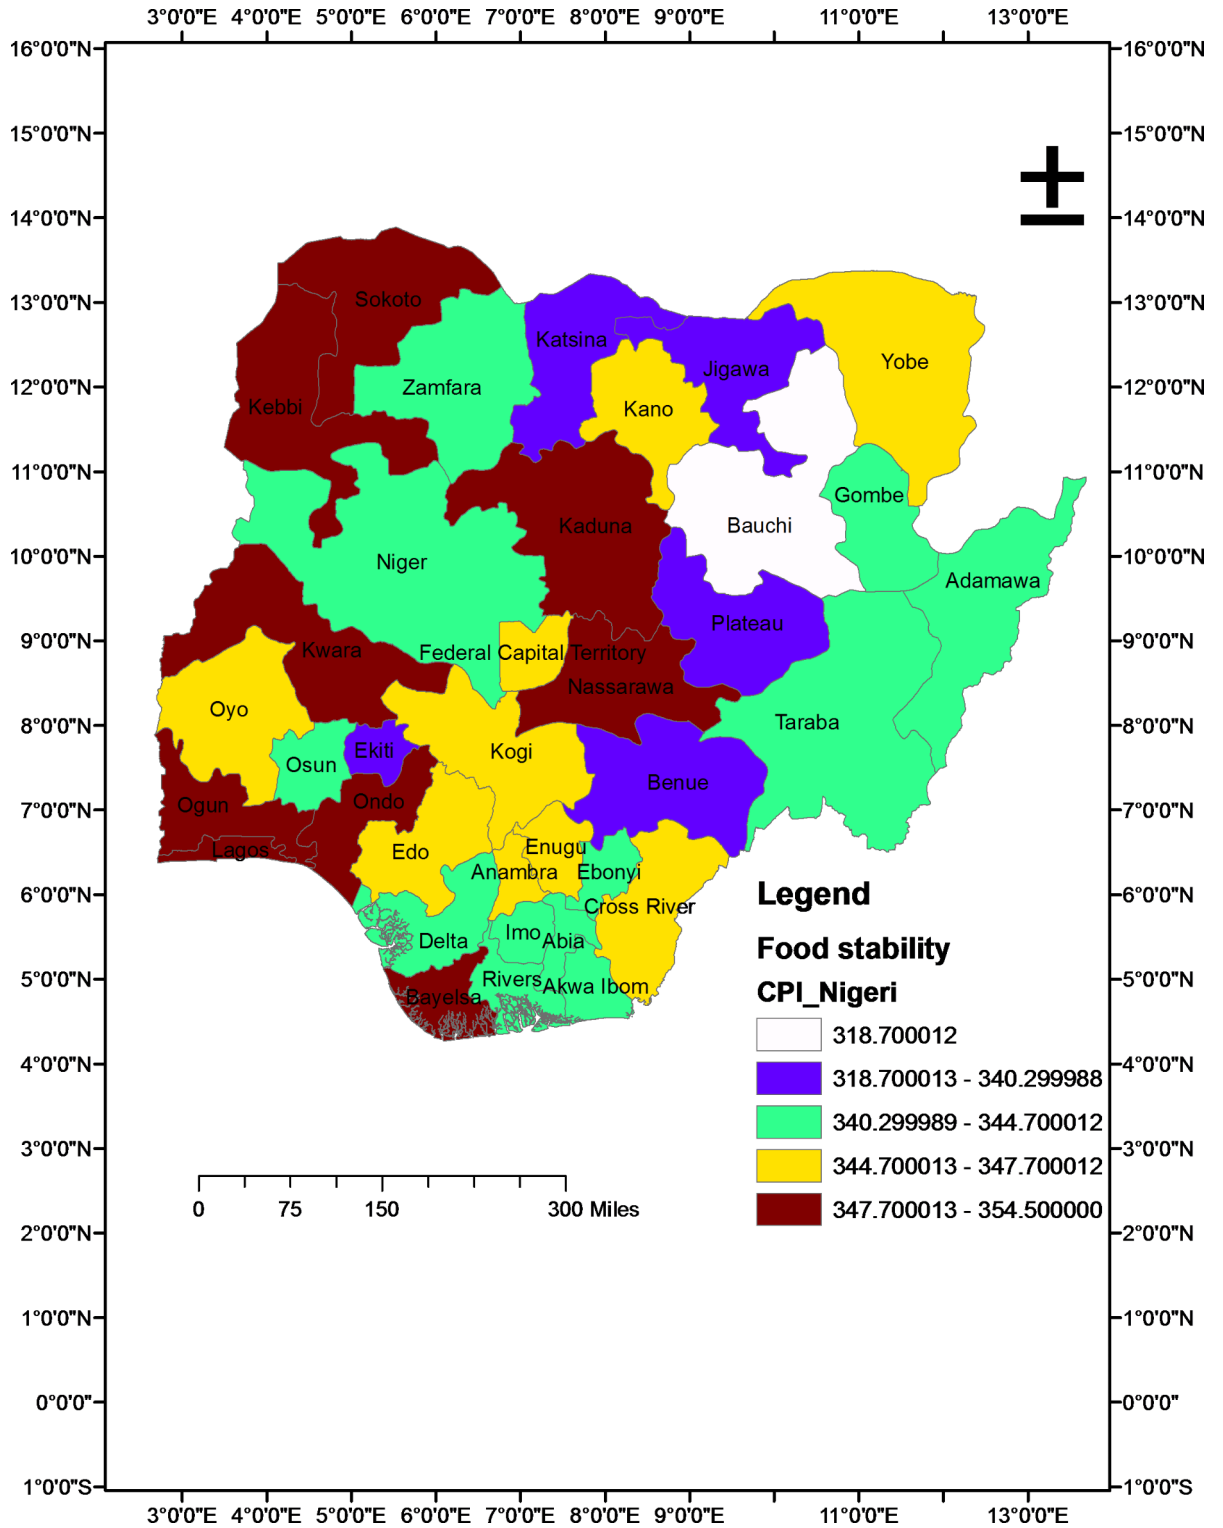 3°0'0"E 4°0'0"E 5°0'0"E 6°0'0"E 7°0'0"E 8°0'0"E 9°0'0"E 11°0'0"E 13°0'0"E
16°0'0"N 16°0'0"N
15°0'0"N 15°0'0"N
14°0'0"N 14°0'0"N
13°0'0"N 13°0'0"N
12°0'0"N 12°0'0"N
11°0'0"N 11°0'0"N
10°0'0"N 10°0'0"N
9°0'0"N 9°0'0"N
8°0'0"N 8°0'0"N
7°0'0"N 7°0'0"N
6°0'0"N 6°0'0"N
5°0'0"N 5°0'0"N
4°0'0"N 4°0'0"N
3°0'0"N 3°0'0"N
2°0'0"N 2°0'0"N
1°0'0"N 1°0'0"N
0°0'0" 0°0'0"
1°0'0"S 1°0'0"S
Sokoto
Katsina
Yobe
Jigawa
Zamfara
Kebbi
Kano
Gombe
Kaduna
Bauchi
Niger
Adamawa
Plateau
Kwara
Federal Capital Territory
Nassarawa
Oyo
Taraba
Kogi
Ekiti
Osun
Benue
Ogun
Ondo
Lagos
Edo
Enugu
Anambra
Ebonyi
Cross River
Imo
Abia
Delta
Rivers
Akwa Ibom
Bayelsa
Legend
Food stability
CPI_Nigeri
318.700012
318.700013 - 340.299988
340.299989 - 344.700012
344.700013 - 347.700012
347.700013 - 354.500000
0 75 150 300 Miles
3°0'0"E 4°0'0"E 5°0'0"E 6°0'0"E 7°0'0"E 8°0'0"E 9°0'0"E 11°0'0"E 13°0'0"E